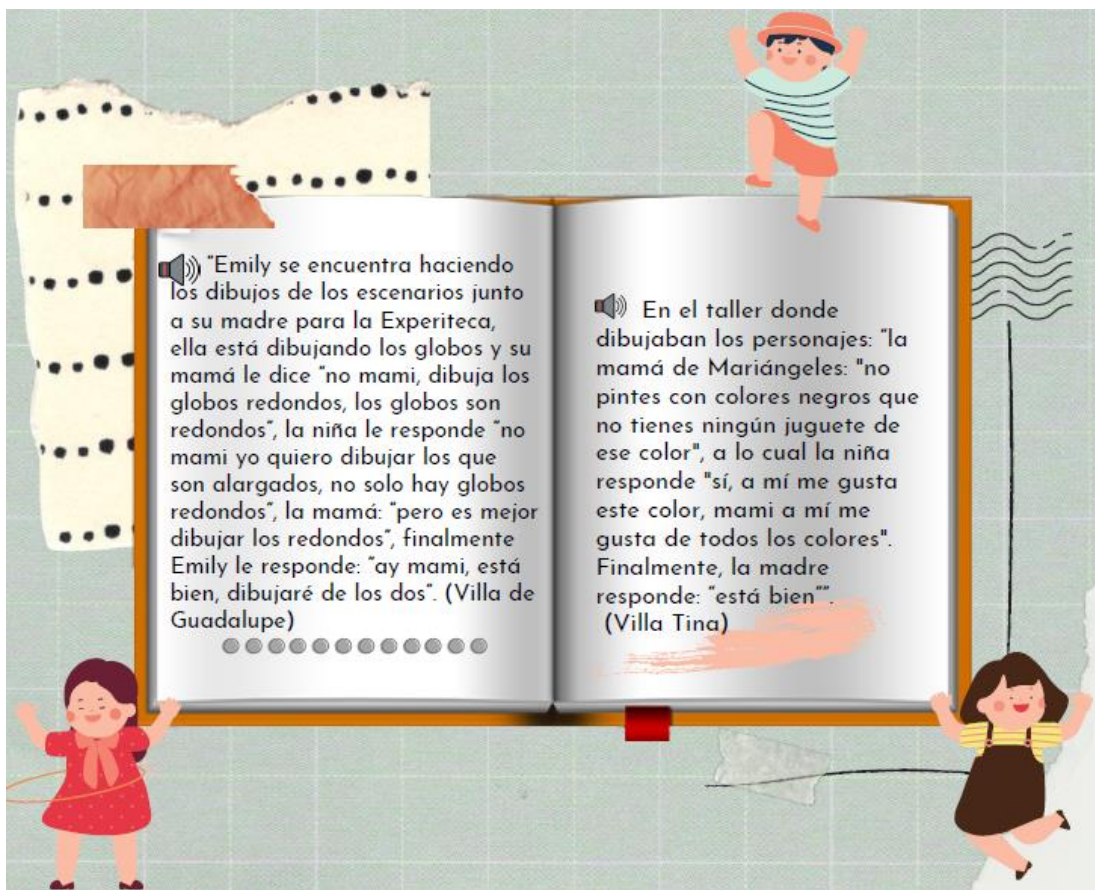 “Emily se encuentra haciendo
los dibujos de los escenarios junto
a su madre para la Experiteca,
ella está dibujando los globos y su
mamá le dice “no mami, dibuja los
globos redondos, los globos son
redondos”, la niña le responde “no
mami yo quiero dibujar los que
son alargados, no solo hay globos
redondos”, la mamá: “pero es mejor
dibujar los redondos”, finalmente
Emily le responde: “ay mami, está
bien, dibujaré de los dos”. (Villa de
Guadalupe)
En el taller donde
dibujaban los personajes: “la
mamá de Mariángeles: "no
pintes con colores negros que
no tienes ningún juguete de
ese color", a lo cual la niña
responde "sí, a mí me gusta
este color, mami a mí me
gusta de todos los colores".
Finalmente, la madre
responde: “está bien””.
(Villa Tina)